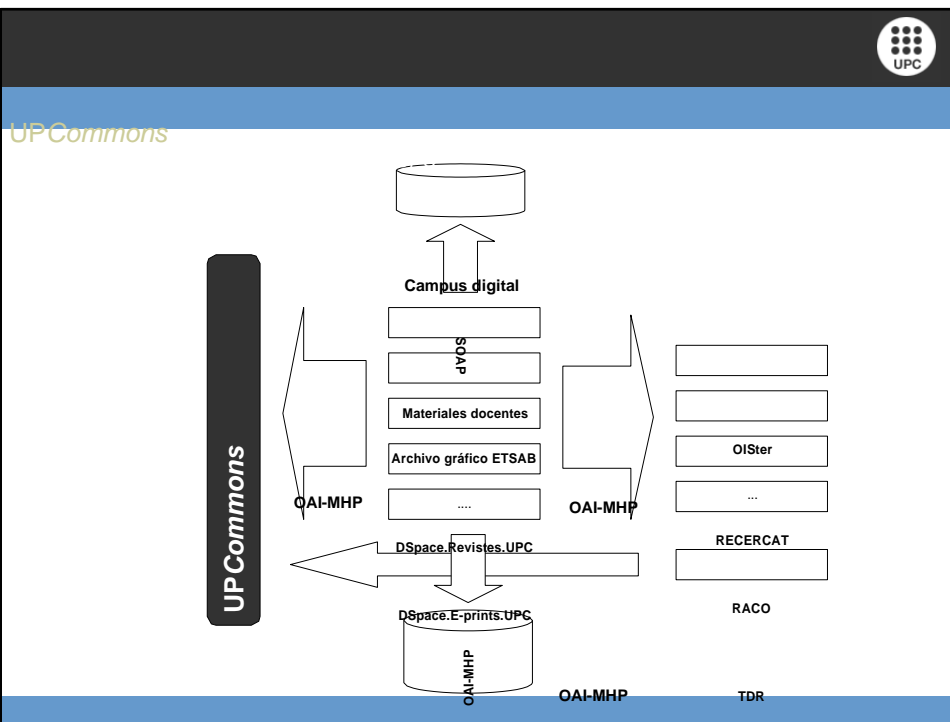 UPC
UPCommons
Campus digital
SOAP
Materiales docentes
Archivo gráfico ETSAB
....
OAI-MHP
OAI-MHP
OISter
...
UPCommons
DSpace.Revistes.UPC
RECERCAT
DSpace.E-prints.UPC
RACO
OAI-MHP
OAI-MHP
TDR